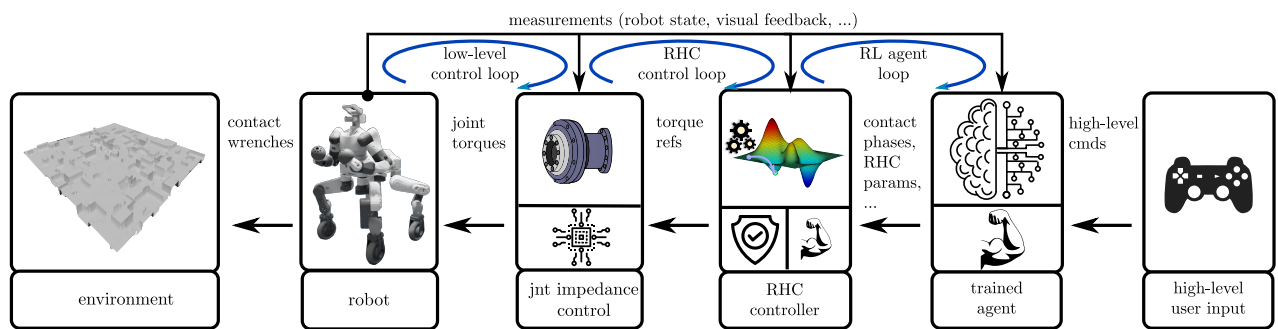 measurements (robot state, visual feedback, ...)
low-level
control loop
RHC
control loop
RL agent
loop
contact
wrenches
joint
torques
torque
refs
contact
phases,
RHC
params,
...
high-level
cmds
environment
robot
jnt impedance
control
RHC
controller
trained
agent
high-level
user input